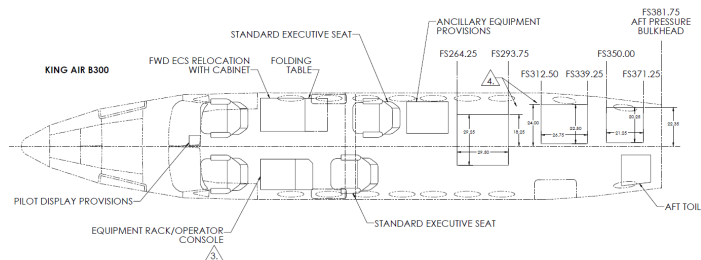 FS381.75
AFT PRESSURE
BULKHEAD
ANCILLARY EQUIPMENT
PROVISIONS
STANDARD EXECUTIVE SEAT
FS264.25
FS293.75
FS350.00
FWD ECS RELOCATION
WITH CABINET
FOLDING
TABLE
KING AIR B300
4.
FS312.50
FS339.25
FS371.25
29.25
18.25
29.50
24.00
22.50
26.75
20.25
21.25
22.55
PILOT DISPLAY PROVISIONS
AFT TOIL
EQUIPMENT RACK/OPERATOR
CONSOLE
3.
STANDARD EXECUTIVE SEAT